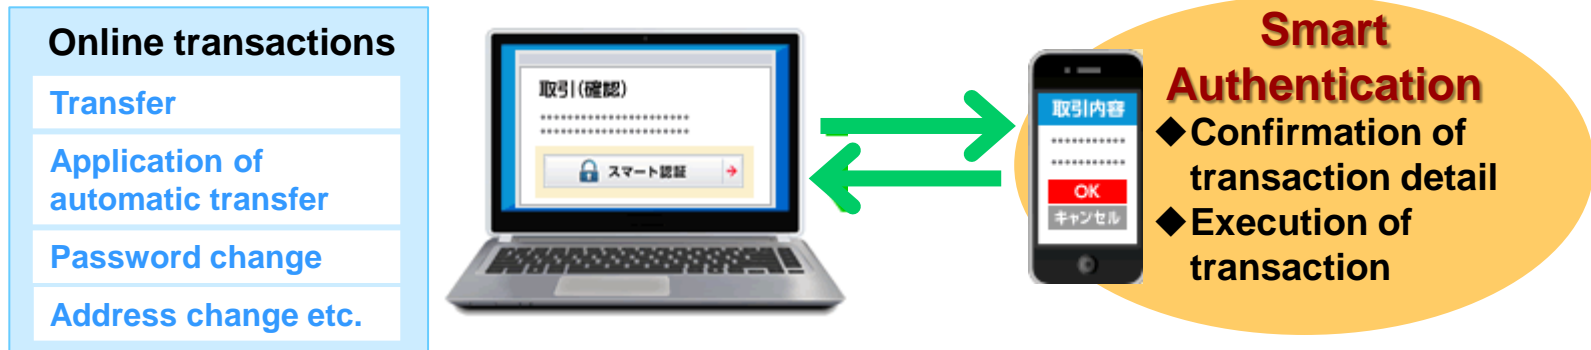 Online transactions
Transfer
Application of
automatic transfer
Password change
Address change etc.
取引(確認)
**********************
**********************
スマート認証
取引内容
***********
***********
OK
キャンセル
Smart
Authentication
◆Confirmation of
transaction detail
◆Execution of
transaction